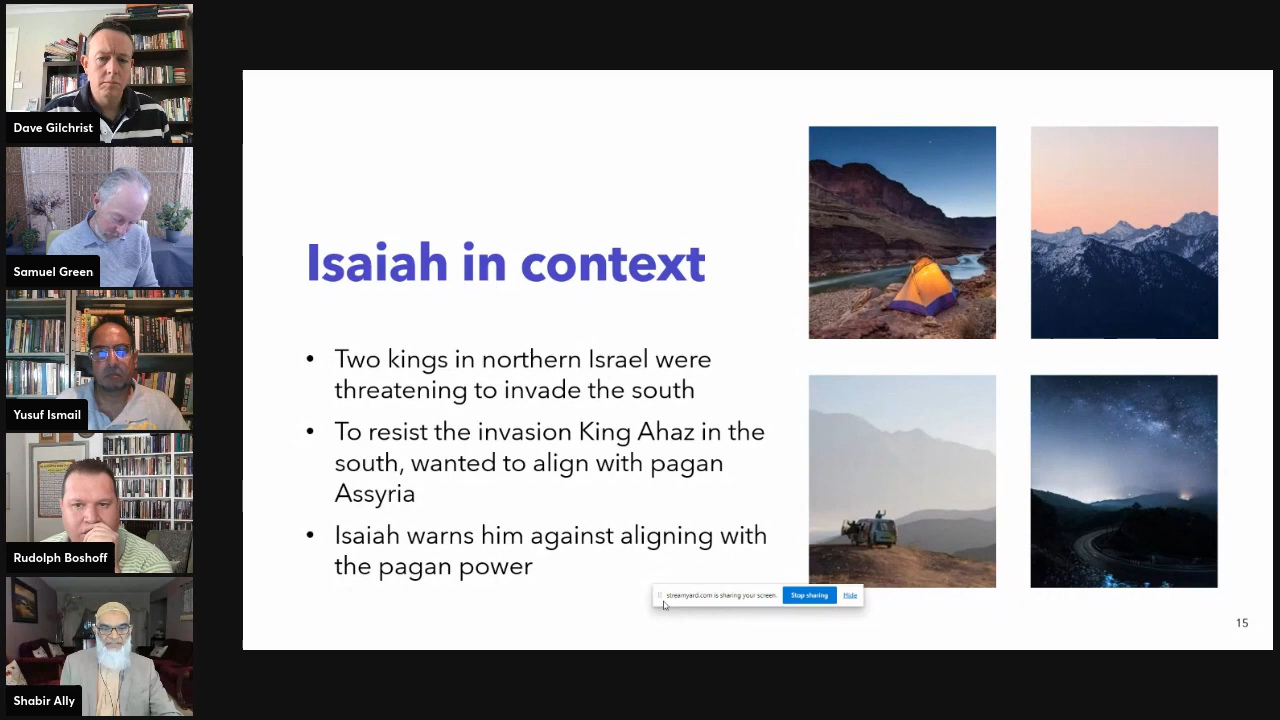 Dave Gilchrist
Samuel Green
Yusuf Ismail
Rudolph Boshoff
Shabir Ally
Isaiah in context
• Two kings in northern Israel were
threatening to invade the south
• To resist the invasion King Ahaz in the
south, wanted to align with pagan
Assyria
• Isaiah warns him against aligning with
the pagan power
streamyard.com is sharing your screen. Stop sharing Hide
15